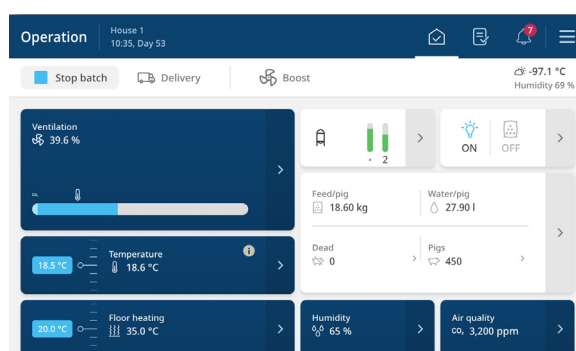 Operation
House 1
10:35, Day 53
7
Stop batch
Delivery
Boost
-97.1 °C
Humidity 69 %
Ventilation
39.6 %
2
ON
OFF
Feed/pig
18.60 kg
Water/pig
27.90 l
Dead
0
Pigs
450
18.5 °C
Temperature
18.6 °C
i
20.0 °C
Floor heating
35.0 °C
Humidity
65 %
Air quality
CO₂ 3,200 ppm